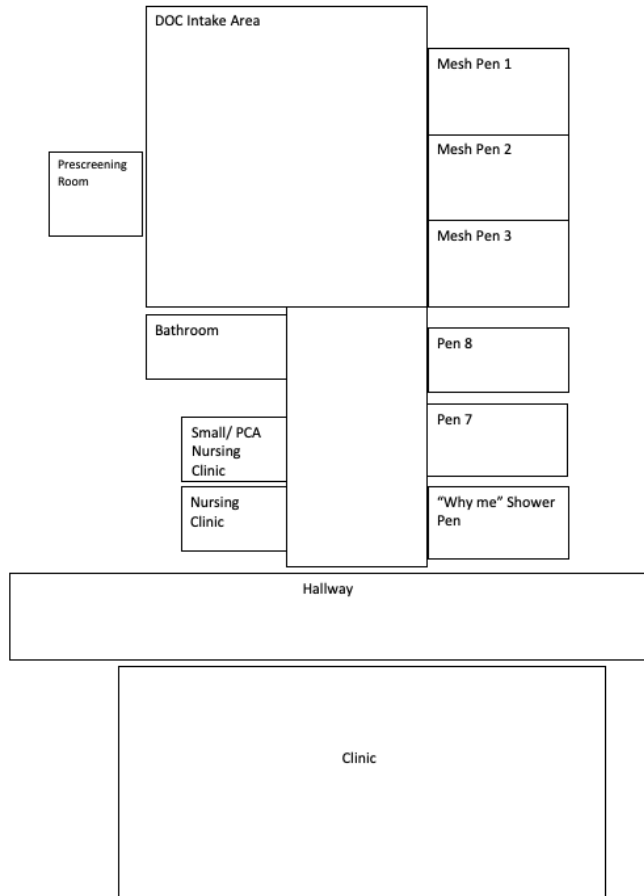 DOC Intake Area
Mesh Pen 1
Mesh Pen 2
Prescreening
Room
Mesh Pen 3
Bathroom
Pen 8
Small/ PCA
Nursing
Clinic
Pen 7
Nursing
Clinic
“Why me” Shower
Pen
Hallway
Clinic